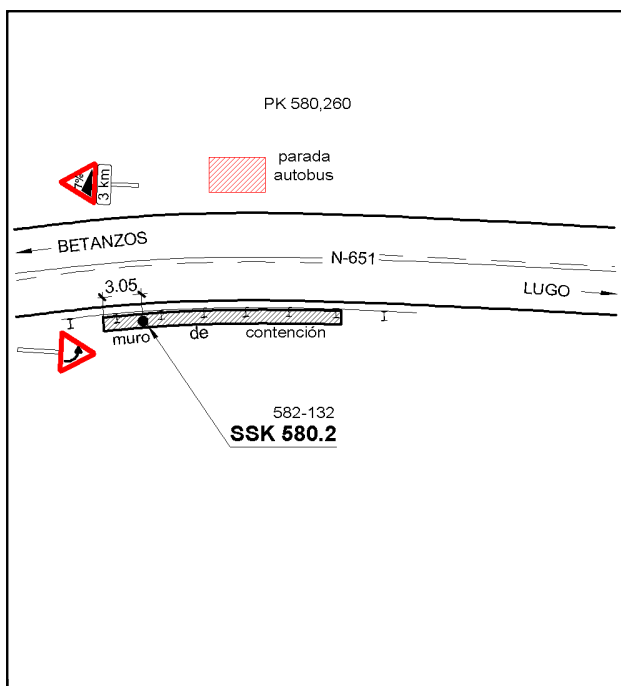 PK 580,260
parada
autobus
7%
3 km
BETANZOS
N-651
LUGO
3.05
muro de contención
582-132
SSK 580.2